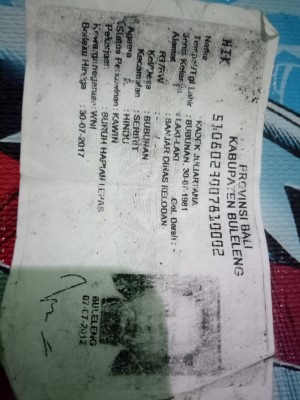 PROVINSI BALI
KABUPATEN BULELENG
NIK
Nama : KADEK JULIARTANA
Tempat/Tgl Lahir : BUBUNAN, 30-07-1981
Jenis Kelamin : LAKI-LAKI Gol. Darah :
Alamat : BANJAR DINAS KELODAN
RT/RW
Kel/Desa : BUBUNAN
Kecamatan : SERIRIT
Agama : HINDU
Status Perkawinan : KAWIN
Pekerjaan : BURUH HARIAN LEPAS
Kewarganegaraan : WNI
Berlaku Hingga : 30-07-2017
BULELENG
07-07-2012